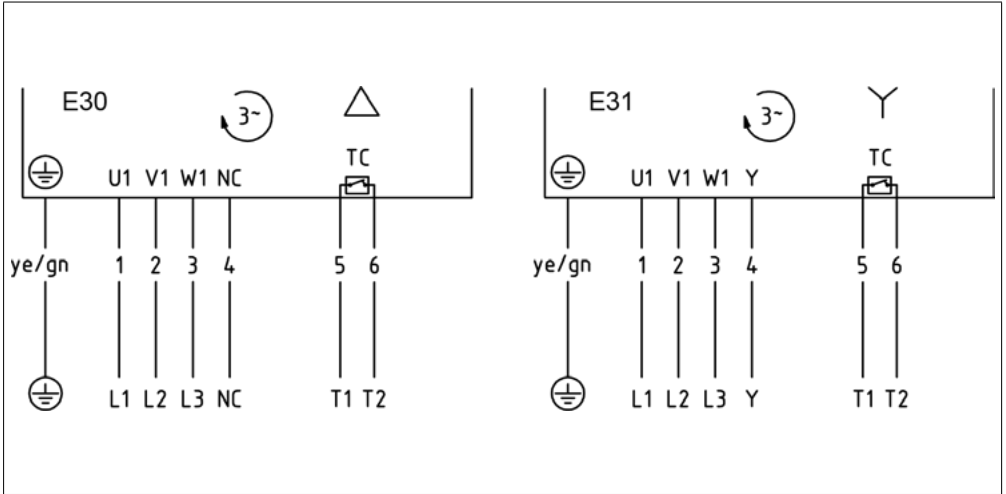 E30 3~ E31 3~
TC TC
U1 V1 W1 NC U1 V1 W1 Y
ye/gn 1 2 3 4 5 6 ye/gn 1 2 3 4 5 6
L1 L2 L3 NC T1 T2 L1 L2 L3 Y T1 T2